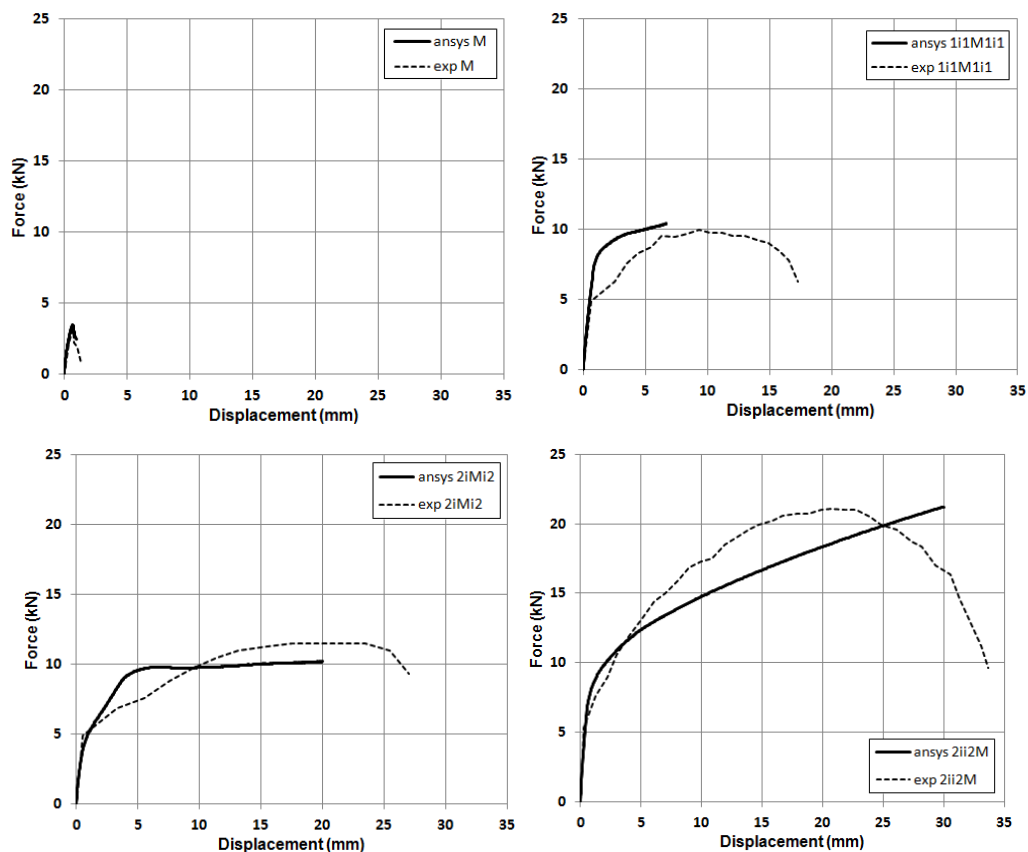 25
20
15
10
5
0
Force (kN)
0 5 10 15 20 25 30 35
Displacement (mm)
ansys M
exp M
25
20
15
10
5
0
Force (kN)
0 5 10 15 20 25 30 35
Displacement (mm)
ansys 1i1M1i1
exp 1i1M1i1
25
20
15
10
5
0
Force (kN)
0 5 10 15 20 25 30 35
Displacement (mm)
ansys 2iMi2
exp 2iMi2
25
20
15
10
5
0
Force (kN)
0 5 10 15 20 25 30 35
Displacement (mm)
ansys 2ii2M
exp 2ii2M